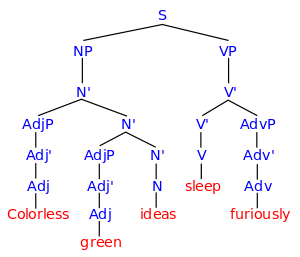 S
NP VP
N' V'
AdjP N' V' AdvP
Adj' AdjP N' V Adv'
Adj Adj' N sleep Adv
Colorless Adj ideas furiously
green